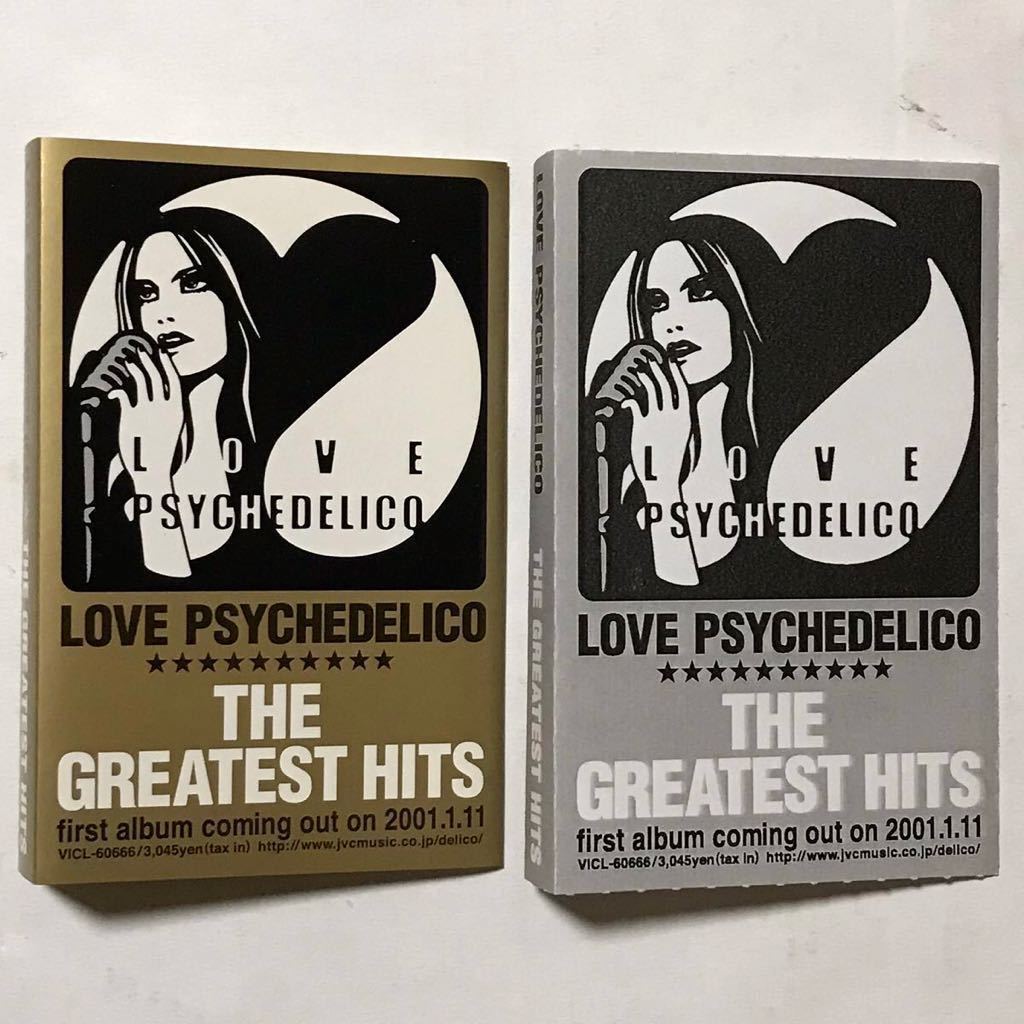 L O V E
PSYCHEDELICO
LOVE PSYCHEDELICO
★★★★★★★★★★
THE
GREATEST HITS
first album coming out on 2001.1.11
VICL-60666/3,045yen(tax in) http://www.jvcmusic.co.jp/delico/
THE GREATEST HITS
L O V E
PSYCHEDELICO
LOVE PSYCHEDELICO
★★★★★★★★★★
THE
GREATEST HITS
first album coming out on 2001.1.11
VICL-60666/3,045yen(tax in) http://www.jvcmusic.co.jp/delico/
LOVE PSYCHEDELICO THE GREATEST HITS